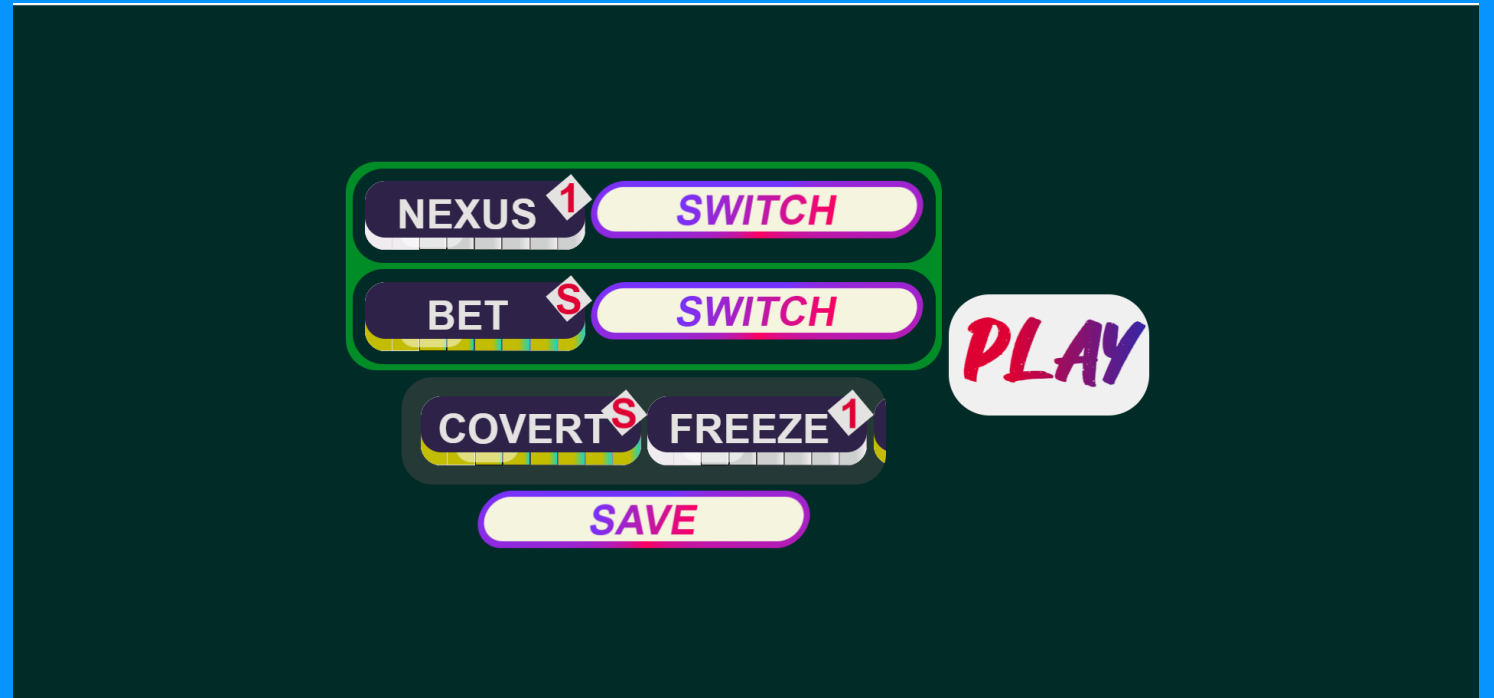 NEXUS 1 SWITCH
BET S SWITCH
PLAY
COVERT S FREEZE 1
SAVE